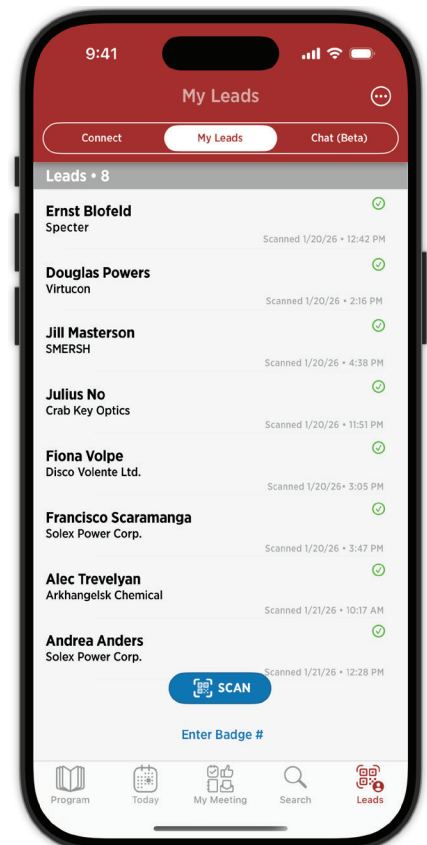 9:41
My Leads
Connect
My Leads
Chat (Beta)
Leads • 8
Ernst Blofeld
Specter
Scanned 1/20/26 • 12:42 PM
Douglas Powers
Virtucon
Scanned 1/20/26 • 2:16 PM
Jill Masterson
SMERSH
Scanned 1/20/26 • 4:38 PM
Julius No
Crab Key Optics
Scanned 1/20/26 • 11:51 PM
Fiona Volpe
Disco Volente Ltd.
Scanned 1/20/26• 3:05 PM
Francisco Scaramanga
Solex Power Corp.
Scanned 1/20/26 • 3:47 PM
Alec Trevelyan
Arkhangelsk Chemical
Scanned 1/21/26 • 10:17 AM
Andrea Anders
Solex Power Corp.
Scanned 1/21/26 • 12:28 PM
SCAN
Enter Badge #
Program
Today
My Meeting
Search
Leads